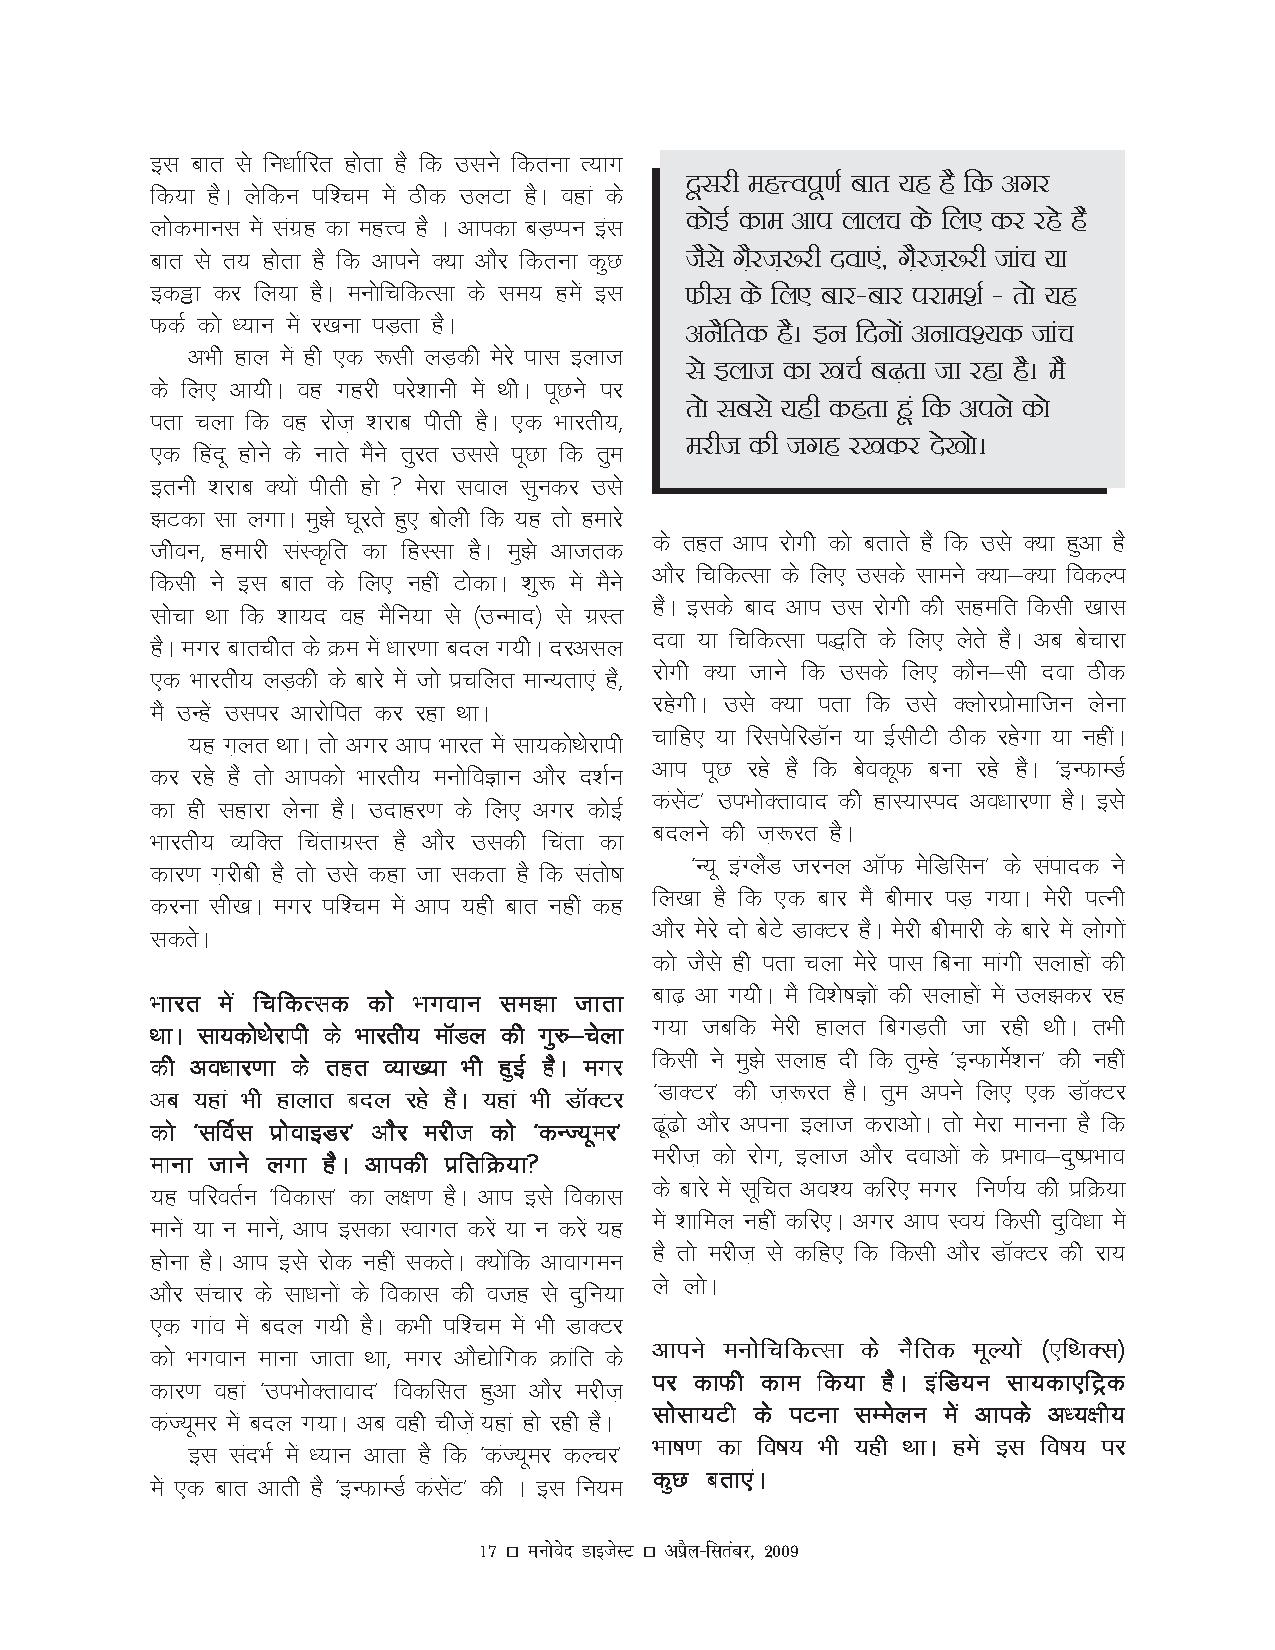 इस बात से निर्धारित होता है कि उसने कितना त्याग
किया है। लेकिन पश्चिम में ठीक उलटा है। वहां के
लोकमानस में संग्रह का महत्त्व है । आपका बड़प्पन इंस
बात से तय होता है कि आपने क्या और कितना कुछ
इकठ्ठा कर लिया है। मनोचिकित्सा के समय हमें इस
फर्क को ध्यान में रखना पड़ता है।
अभी हाल में ही एक रूसी लड़की मेरे पास इलाज
के लिए आयी। वह गहरी परेशानी में थी। पूछने पर
पता चला कि वह रोज़ शराब पीती है। एक भारतीय,
एक हिंदू होने के नाते मैंने तुरत उससे पूछा कि तुम
इतनी शराब क्यों पीती हो ? मेरा सवाल सुनकर उसे
झटका सा लगा। मुझे घूरते हुए बोली कि यह तो हमारे
जीवन, हमारी संस्कृति का हिस्सा है। मुझे आजतक
किसी ने इस बात के लिए नहीं टोका। शुरू में मैने
सोचा था कि शायद वह मैनिया से (उन्माद) से ग्रस्त
है। मगर बातचीत के क्रम में धारणा बदल गयी। दरअसल
एक भारतीय लड़की के बारे में जो प्रचलित मान्यताएं हैं,
मैं उन्हें उसपर आरोपित कर रहा था।
यह ग़लत था। तो अगर आप भारत में सायकोथेरापी
कर रहे है तो आपको भारतीय मनोविज्ञान और दर्शन
का ही सहारा लेना है। उदाहरण के लिए अगर कोई
भारतीय व्यक्ति चिंताग्रस्त है और उसकी चिंता का
कारण ग़रीबी है तो उसे कहा जा सकता है कि संतोष
करना सीख। मगर पश्चिम में आप यही बात नहीं कह
सकते।
भारत में चिकित्सक को भगवान समझा जाता
था। सायकोथेरापी के भारतीय मॉडल की गुरु–चेला
की अवधारणा के तहत व्याख्या भी हुई है। मगर
अब यहां भी हालात बदल रहे हैं। यहां भी डॉक्टर
को 'सर्विस प्रोवाइडर' और मरीज को 'कन्ज्यूमर'
माना जाने लगा है। आपकी प्रतिक्रिया?
यह परिवर्तन 'विकास' का लक्षण है। आप इसे विकास
मानें या न मानें, आप इसका स्वागत करें या न करें यह
होना है। आप इसे रोक नहीं सकते। क्योंकि आवागमन
और संचार के साधनों के विकास की वजह से दुनिया
एक गांव में बदल गयी है। कभी पश्चिम में भी डाक्टर
को भगवान माना जाता था, मगर औद्योगिक क्रांति के
कारण वहां 'उपभोक्तावाद' विकसित हुआ और मरीज़
कंज्यूमर में बदल गया। अब वही चीज़ें यहां हो रही हैं।
इस संदर्भ में ध्यान आता है कि 'कंज्यूमर कल्चर'
में एक बात आती है 'इन्फार्म्ड कंसेंट' की । इस नियम
दूसरी महत्त्वपूर्ण बात यह है कि अगर
कोई काम आप लालच के लिए कर रहे हैं
जैसे गै़रज़रूरी दवाएं, गै़रज़रूरी जांच या
फ़ीस के लिए बार-बार परामर्श - तो यह
अनैतिक है। इन दिनों अनावश्यक जांच
से इलाज का खर्च बढ़ता जा रहा है। मैं
तो सबसे यही कहता हूं कि अपने को
मरीज की जगह रखकर देखो।
के तहत आप रोगी को बताते हैं कि उसे क्या हुआ है
और चिकित्सा के लिए उसके सामने क्या–क्या विकल्प
हैं। इसके बाद आप उस रोगी की सहमति किसी खास
दवा या चिकित्सा पद्धति के लिए लेते हैं। अब बेचारा
रोगी क्या जाने कि उसके लिए कौन–सी दवा ठीक
रहेगी। उसे क्या पता कि उसे क्लोरप्रोमाजिन लेना
चाहिए या रिसपेरिडॉन या ईसीटी ठीक रहेगा या नहीं।
आप पूछ रहे है कि बेवकूफ बना रहे हैं। 'इन्फार्म्ड
कंसेंट' उपभोक्तावाद की हास्यास्पद अवधारणा है। इसे
बदलने की ज़रूरत है।
'न्यू इंग्लैंड जरनल ऑफ मेडिसिन' के संपादक ने
लिखा है कि एक बार मैं बीमार पड़ गया। मेरी पत्नी
और मेरे दो बेटे डाक्टर हैं। मेरी बीमारी के बारे में लोगों
को जैसे ही पता चला मेरे पास बिना मांगी सलाहों की
बाढ़ आ गयी। मै विशेषज्ञों की सलाहों में उलझकर रह
गया जबकि मेरी हालत बिगड़ती जा रही थी। तभी
किसी ने मुझे सलाह दी कि तुम्हे 'इन्फार्मेशन' की नहीं
'डाक्टर' की ज़रूरत है। तुम अपने लिए एक डॉक्टर
ढूंढ़ो और अपना इलाज कराओ। तो मेरा मानना है कि
मरीज़ को रोग, इलाज और दवाओं के प्रभाव–दुष्प्रभाव
के बारे में सूचित अवश्य करिए मगर निर्णय की प्रक्रिया
में शामिल नहीं करिए। अगर आप स्वयं किसी दुविधा में
है तो मरीज़ से कहिए कि किसी और डॉक्टर की राय
ले लो।
आपने मनोचिकित्सा के नैतिक मूल्यों (एथिक्स)
पर काफी काम किया है। इंडियन सायकाएट्रिक
सोसायटी के पटना सम्मेलन में आपके अध्यक्षीय
भाषण का विषय भी यही था। हमें इस विषय पर
कुछ बताएं।
17 □ मनोवेद डाइजेस्ट □ अप्रैल-सितंबर, 2009